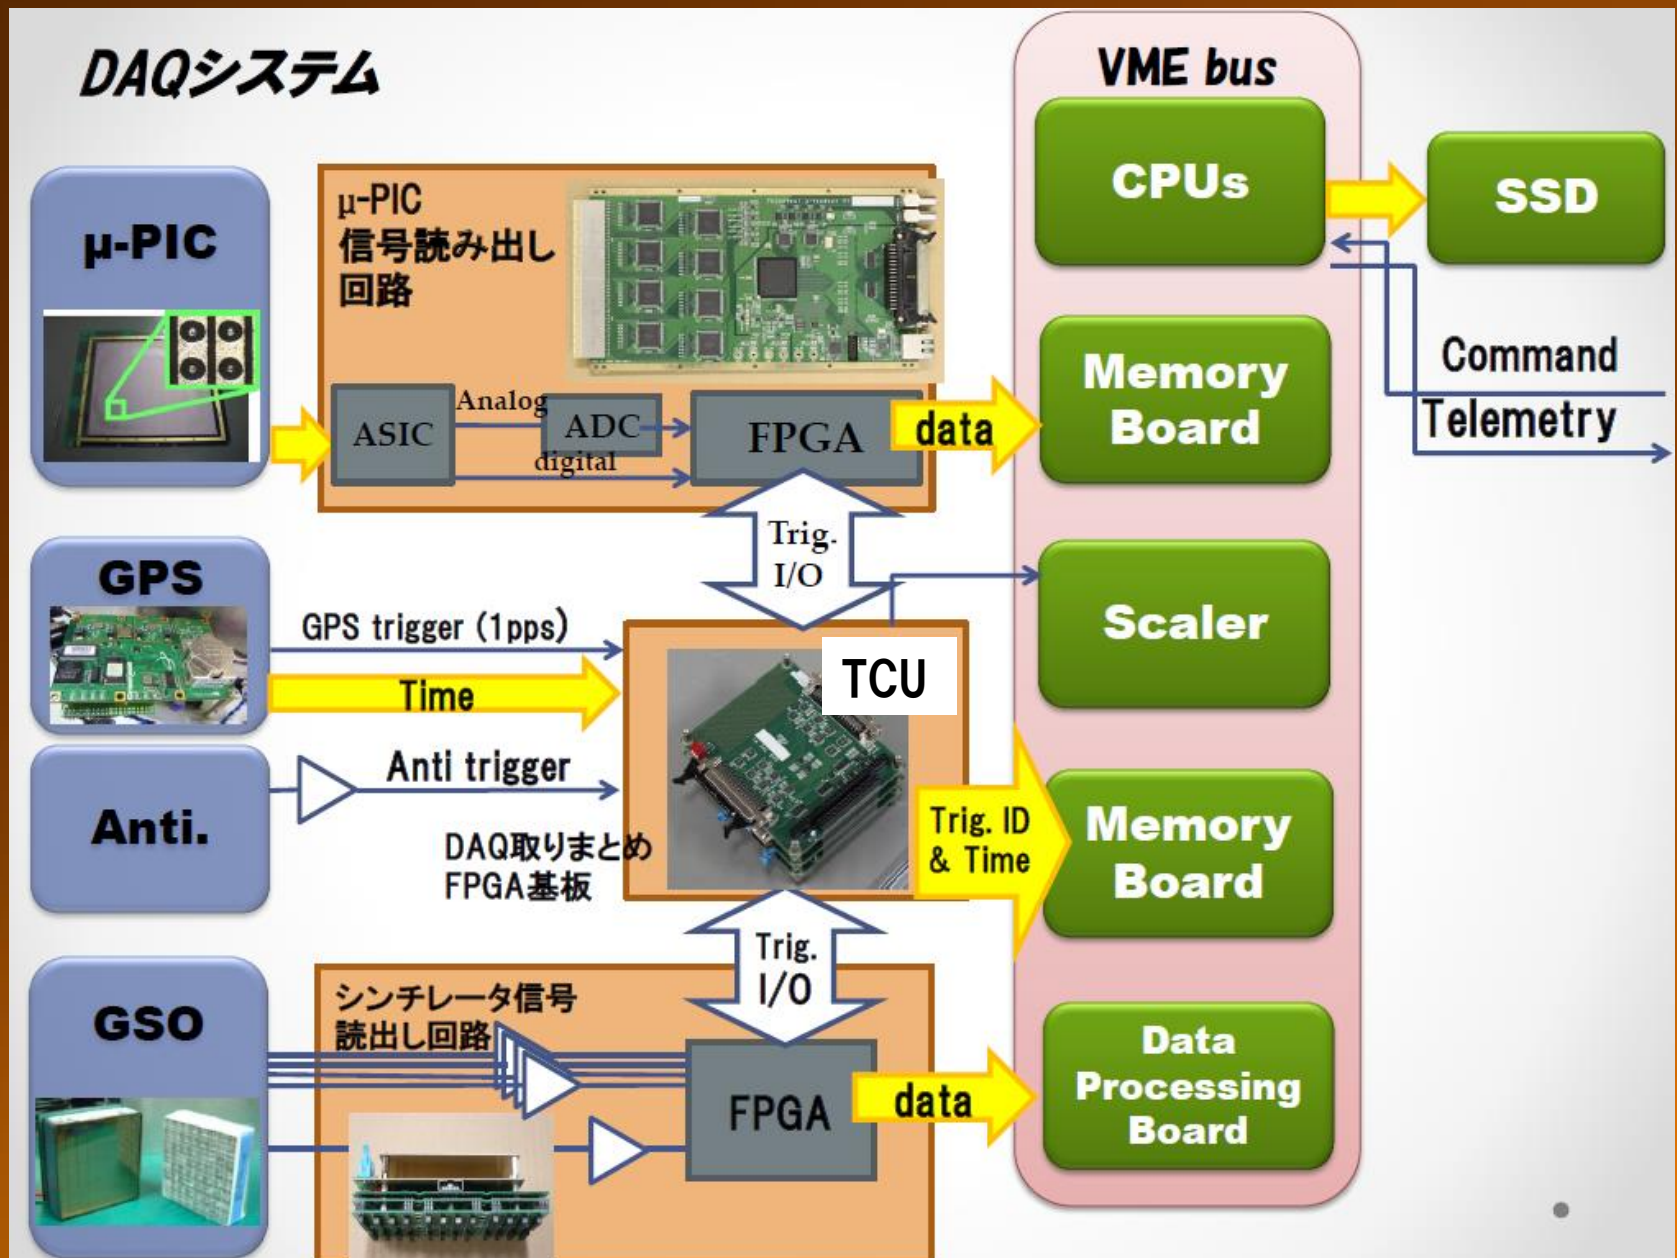 DAQシステム
VME bus
CPUs
SSD
μ-PIC
μ-PIC
信号読み出し
回路
Analog
ASIC
ADC
digital
FPGA
data
Memory
Board
Command
Telemetry
Trig.
I/O
GPS
GPS trigger (1pps)
Time
TCU
Scaler
Anti.
Anti trigger
DAQ取りまとめ
FPGA基板
Trig. ID
& Time
Memory
Board
Trig.
I/O
GSO
シンチレータ信号
読出し回路
FPGA
data
Data
Processing
Board